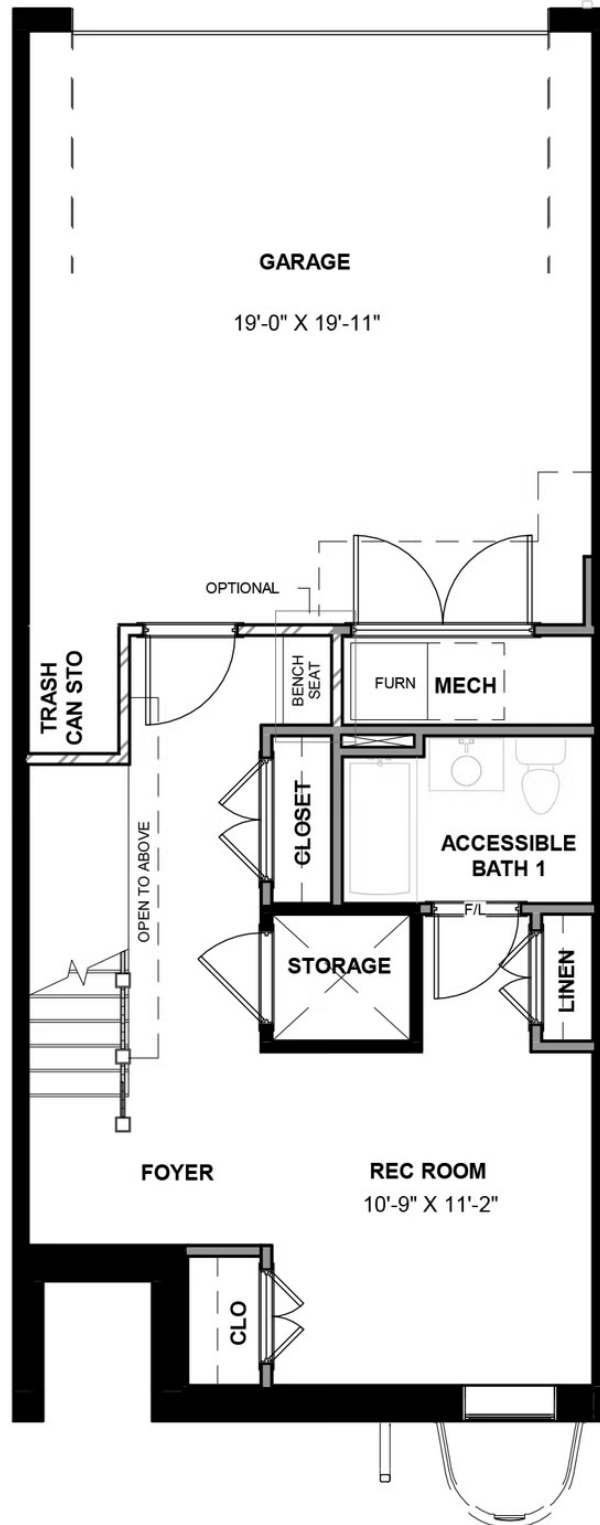 GARAGE
19'-0" X 19'-11"
OPTIONAL
TRASH
CAN STO
BENCH
SEAT
FURN
MECH
CLOSET
ACCESSIBLE
BATH 1
OPEN TO ABOVE
F/L
STORAGE
LINEN
FOYER
REC ROOM
10'-9" X 11'-2"
CLO